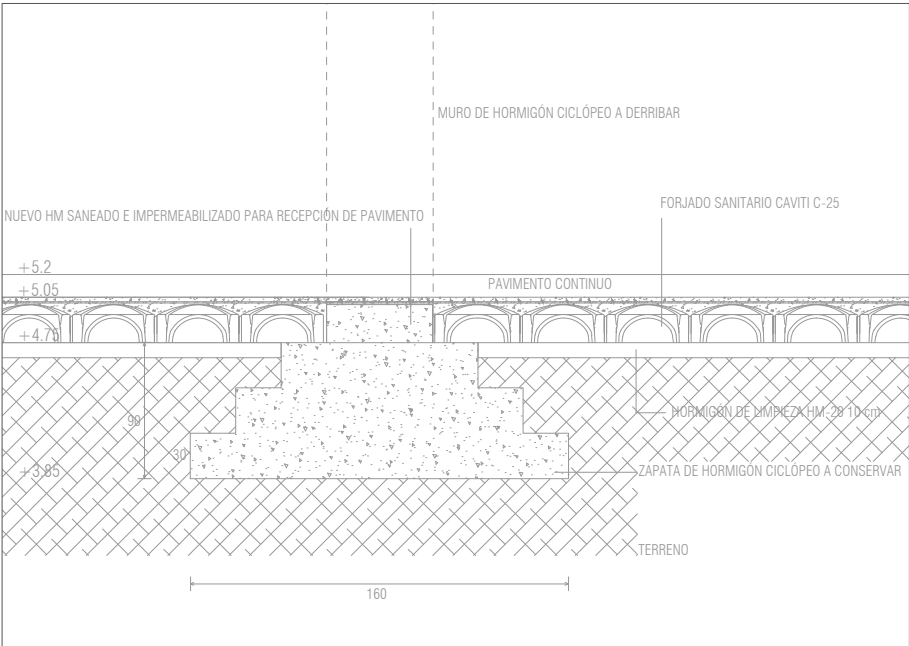 MURO DE HORMIGÓN CICLÓPEO A DERRIBAR
FORJADO SANITARIO CAVITI C-25
NUEVO HM SANEADO E IMPERMEABILIZADO PARA RECEPCIÓN DE PAVIMENTO
+5.2
PAVIMENTO CONTINUO
+5.05
+4.75
HORMIGÓN DE LIMPIEZA HM-20 10 cm
90
30
+3.85
ZAPATA DE HORMIGÓN CICLÓPEO A CONSERVAR
TERRENO
160